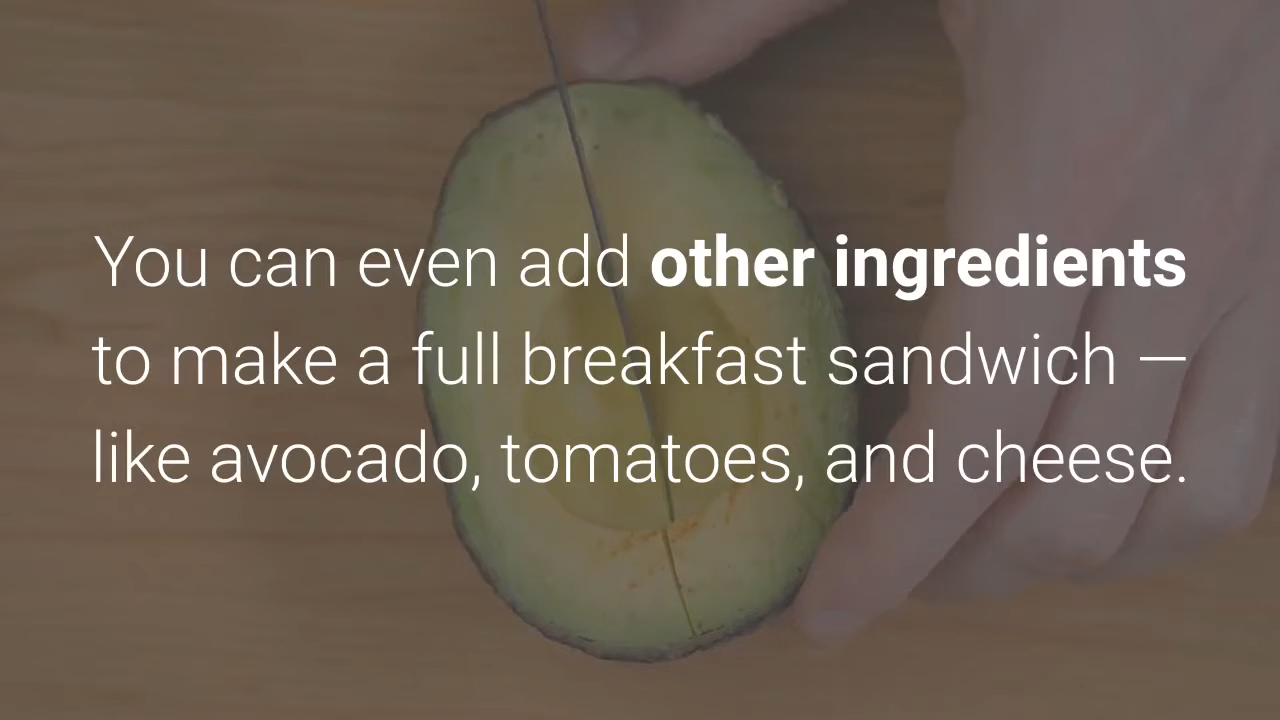 You can even add other ingredients
to make a full breakfast sandwich —
like avocado, tomatoes, and cheese.